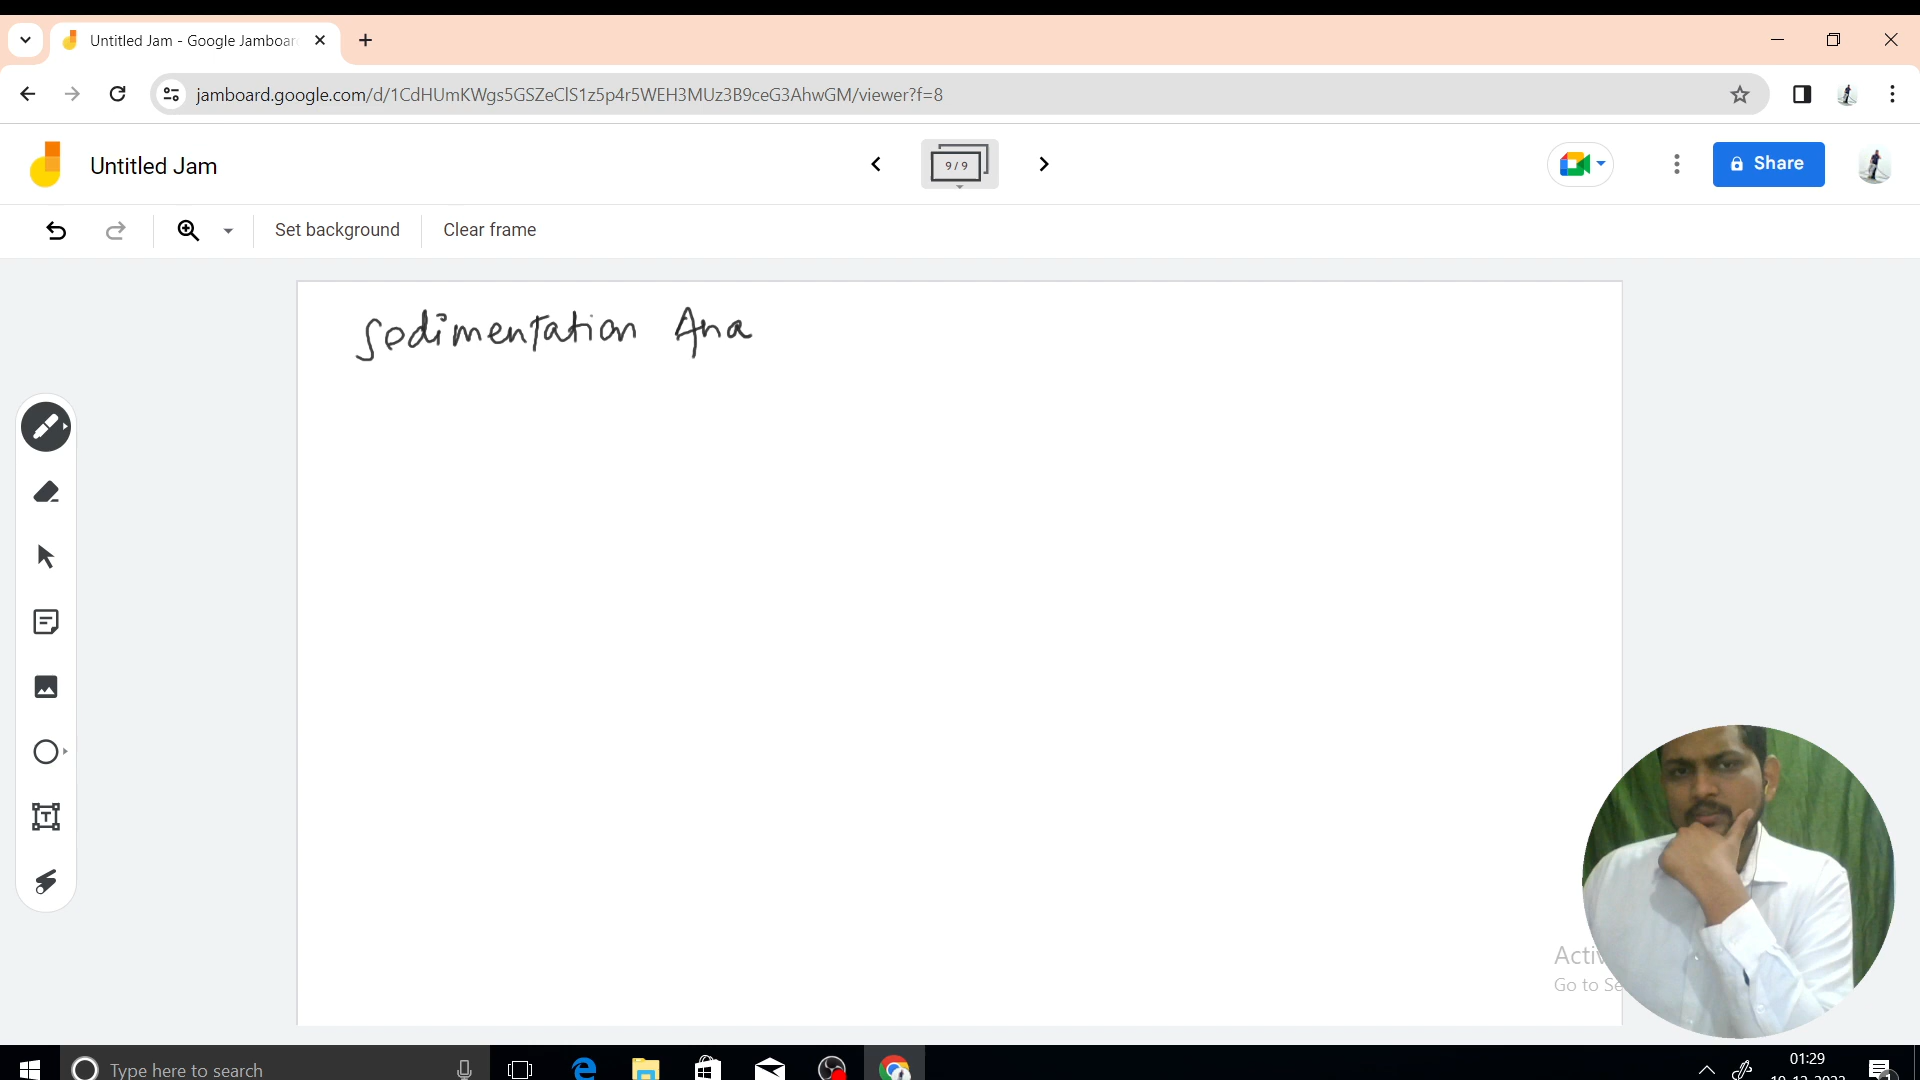 Untitled Jam - Google Jamboar
jamboard.google.com/d/1CdHUmKWgs5GSZeClS1z5p4r5WEH3MUz3B9ceG3AhwGM/viewer?f=8
Untitled Jam
9 / 9
Share
Set background
Clear frame
Sedimentation Ana
Go to Se
Type here to search
01:29